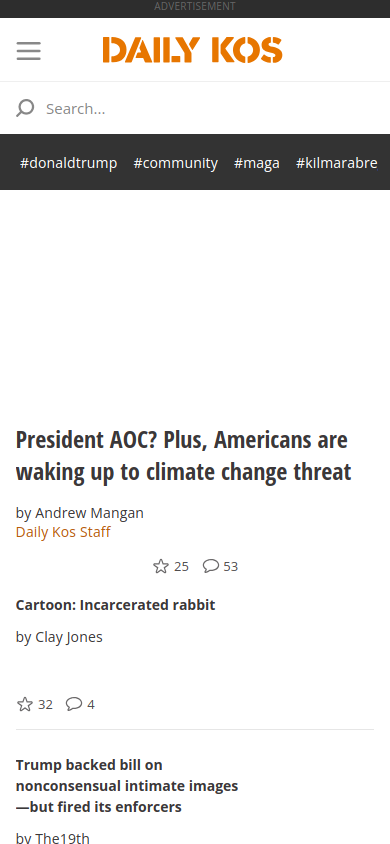 ADVERTISEMENT
DAILY KOS
Search...
#donaldtrump #community #maga #kilmarabre
President AOC? Plus, Americans are
waking up to climate change threat
by Andrew Mangan
Daily Kos Staff
25 53
Cartoon: Incarcerated rabbit
by Clay Jones
32 4
Trump backed bill on
nonconsensual intimate images
—but fired its enforcers
by The19th